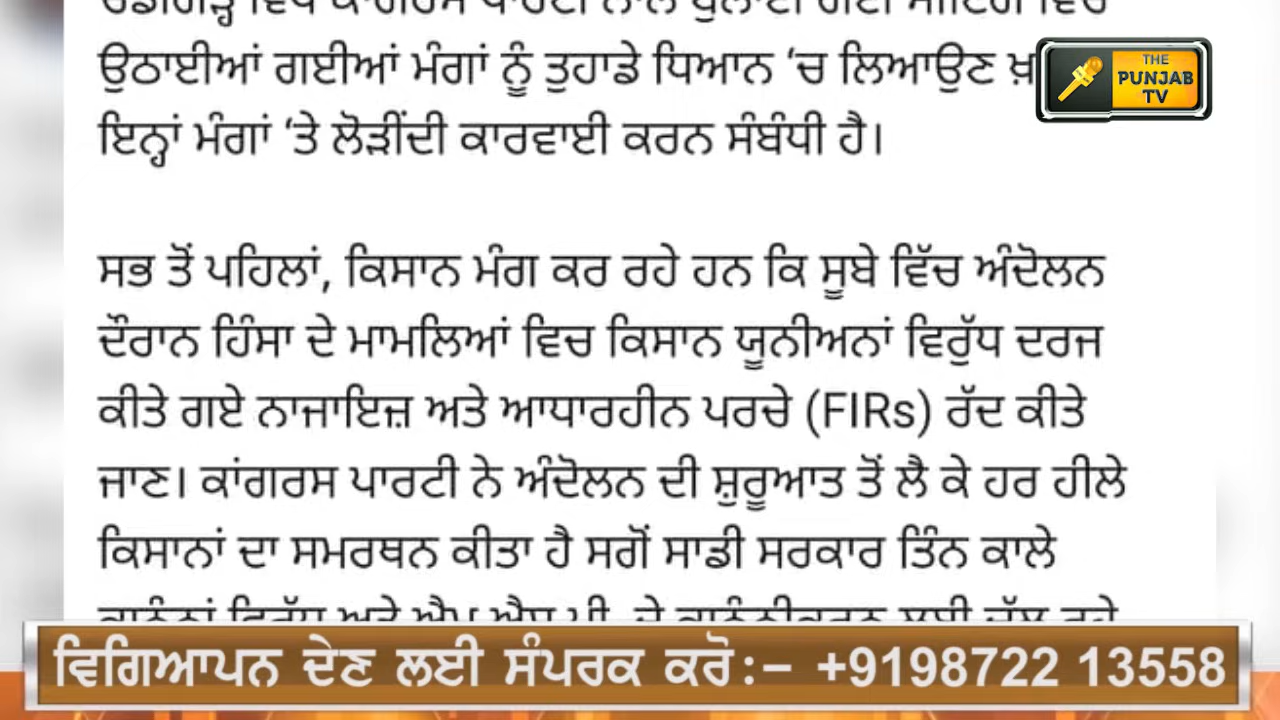 ਉਠਾਈਆਂ ਗਈਆਂ ਮੰਗਾਂ ਨੂੰ ਤੁਹਾਡੇ ਧਿਆਨ ‘ਚ ਲਿਆਉਣ
ਇਨ੍ਹਾਂ ਮੰਗਾਂ ‘ਤੇ ਲੋੜੀਂਦੀ ਕਾਰਵਾਈ ਕਰਨ ਸੰਬੰਧੀ ਹੈ।
THE
PUNJAB
TV
ਸਭ ਤੋਂ ਪਹਿਲਾਂ, ਕਿਸਾਨ ਮੰਗ ਕਰ ਰਹੇ ਹਨ ਕਿ ਸੂਬੇ ਵਿੱਚ ਅੰਦੋਲਨ
ਦੌਰਾਨ ਹਿੰਸਾ ਦੇ ਮਾਮਲਿਆਂ ਵਿਚ ਕਿਸਾਨ ਯੂਨੀਅਨਾਂ ਵਿਰੁੱਧ ਦਰਜ
ਕੀਤੇ ਗਏ ਨਾਜਾਇਜ਼ ਅਤੇ ਆਧਾਰਹੀਨ ਪਰਚੇ (FIRs) ਰੱਦ ਕੀਤੇ
ਜਾਣ। ਕਾਂਗਰਸ ਪਾਰਟੀ ਨੇ ਅੰਦੋਲਨ ਦੀ ਸ਼ੁਰੂਆਤ ਤੋਂ ਲੈ ਕੇ ਹਰ ਹੀਲੇ
ਕਿਸਾਨਾਂ ਦਾ ਸਮਰਥਨ ਕੀਤਾ ਹੈ ਸਗੋਂ ਸਾਡੀ ਸਰਕਾਰ ਤਿੰਨ ਕਾਲੇ
ਵਿਗਿਆਪਨ ਦੇਣ ਲਈ ਸੰਪਰਕ ਕਰੋ:– +9198722 13558